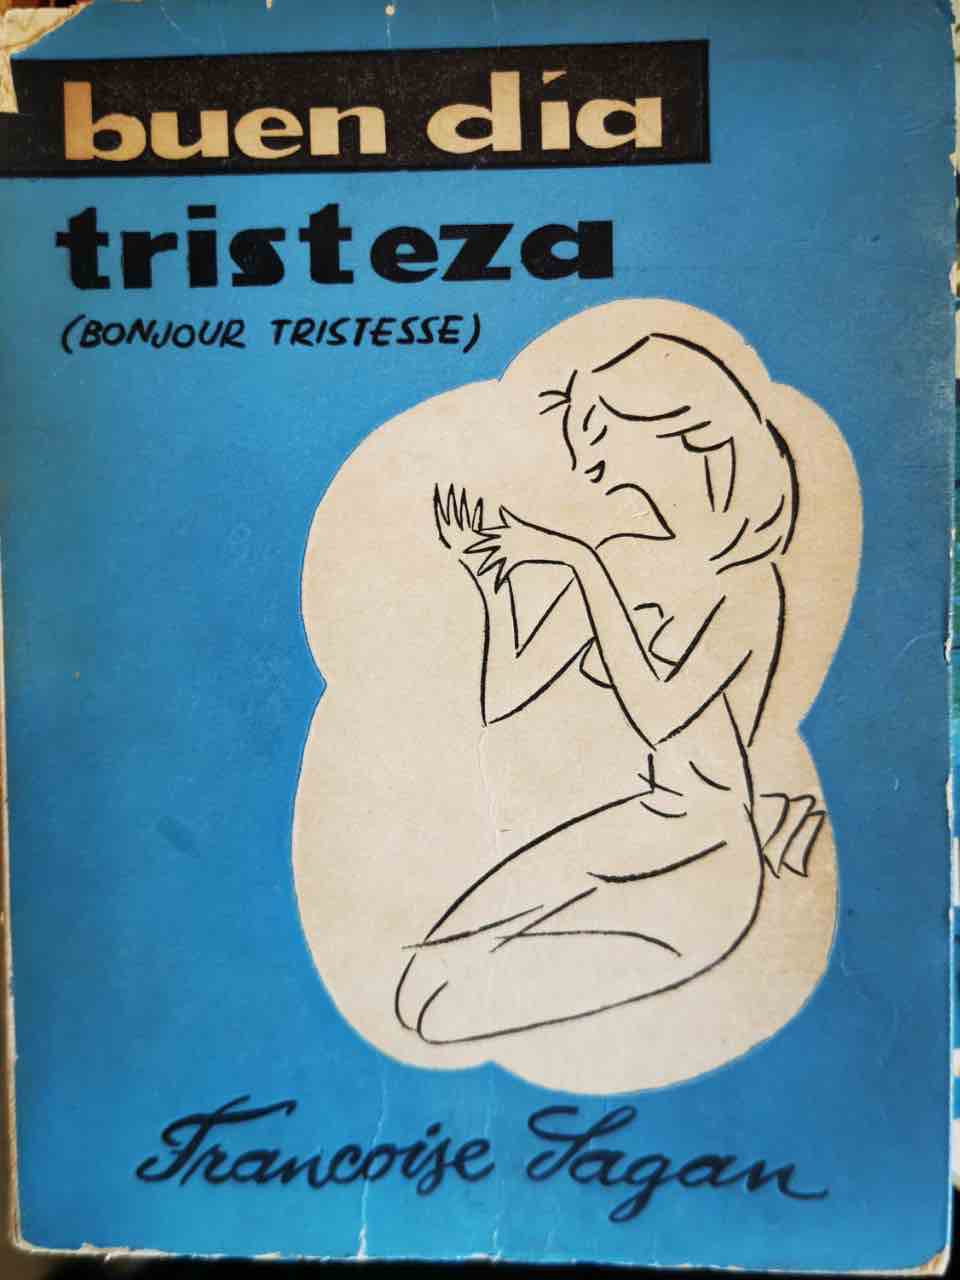 buen día
tristeza
(BONJOUR TRISTESSE)
Francoise Sagan